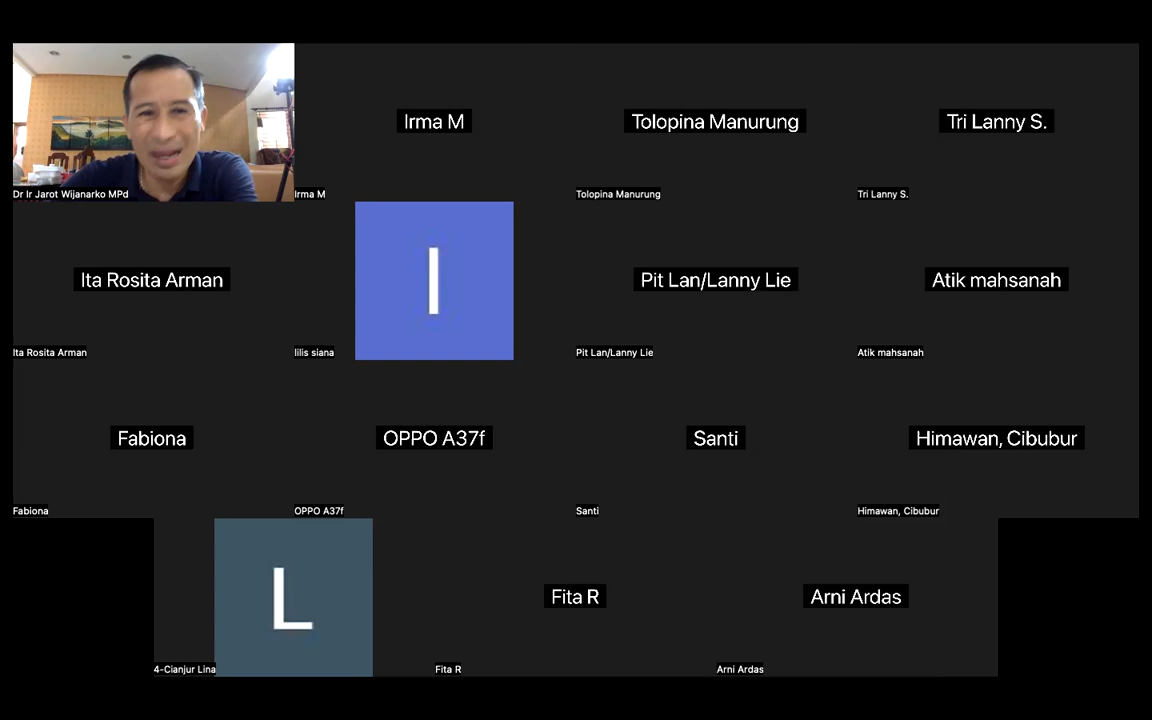 Irma M
Tolopina Manurung
Tri Lanny S.
Dr Ir Jarot Wijanarko MPd
Irma M
Tolopina Manurung
Tri Lanny S.
Ita Rosita Arman
l
Pit Lan/Lanny Lie
Atik mahsanah
Ita Rosita Arman
lilis siana
Pit Lan/Lanny Lie
Atik mahsanah
Fabiona
OPPO A37f
Santi
Himawan, Cibubur
Fabiona
OPPO A37f
Santi
Himawan, Cibubur
L
Fita R
Arni Ardas
4-Cianjur Lina
Fita R
Arni Ardas